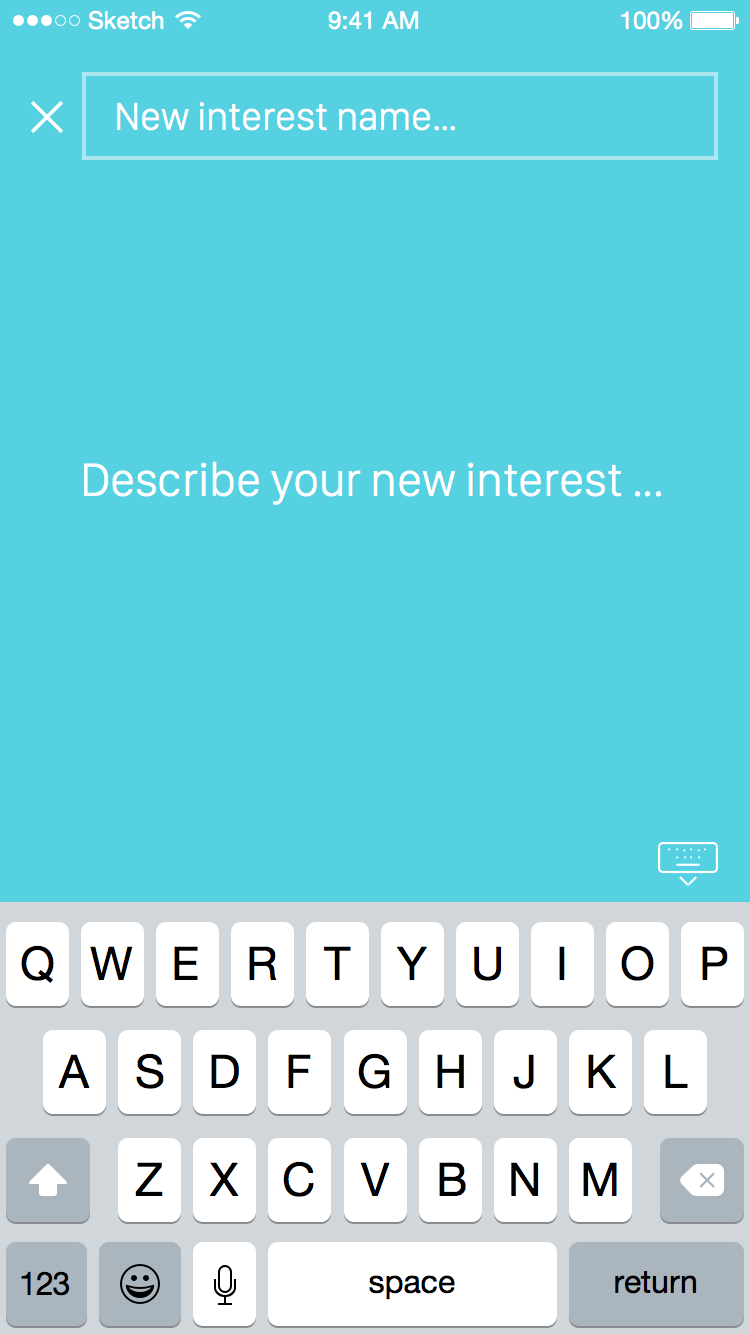 Sketch 9:41 AM 100%
New interest name...
Describe your new interest ...
Q W E R T Y U I O P
A S D F G H J K L
Z X C V B N M
123 space return